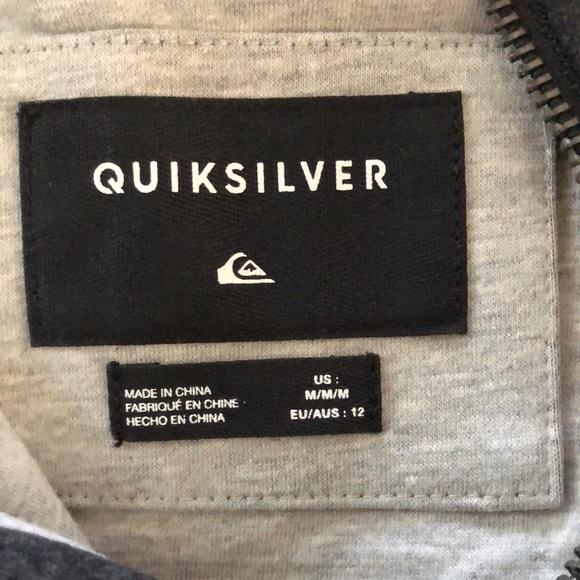 QUIKSILVER
MADE IN CHINA
FABRIQUÉ EN CHINE
HECHO EN CHINA
US :
M/M/M
EU/AUS : 12